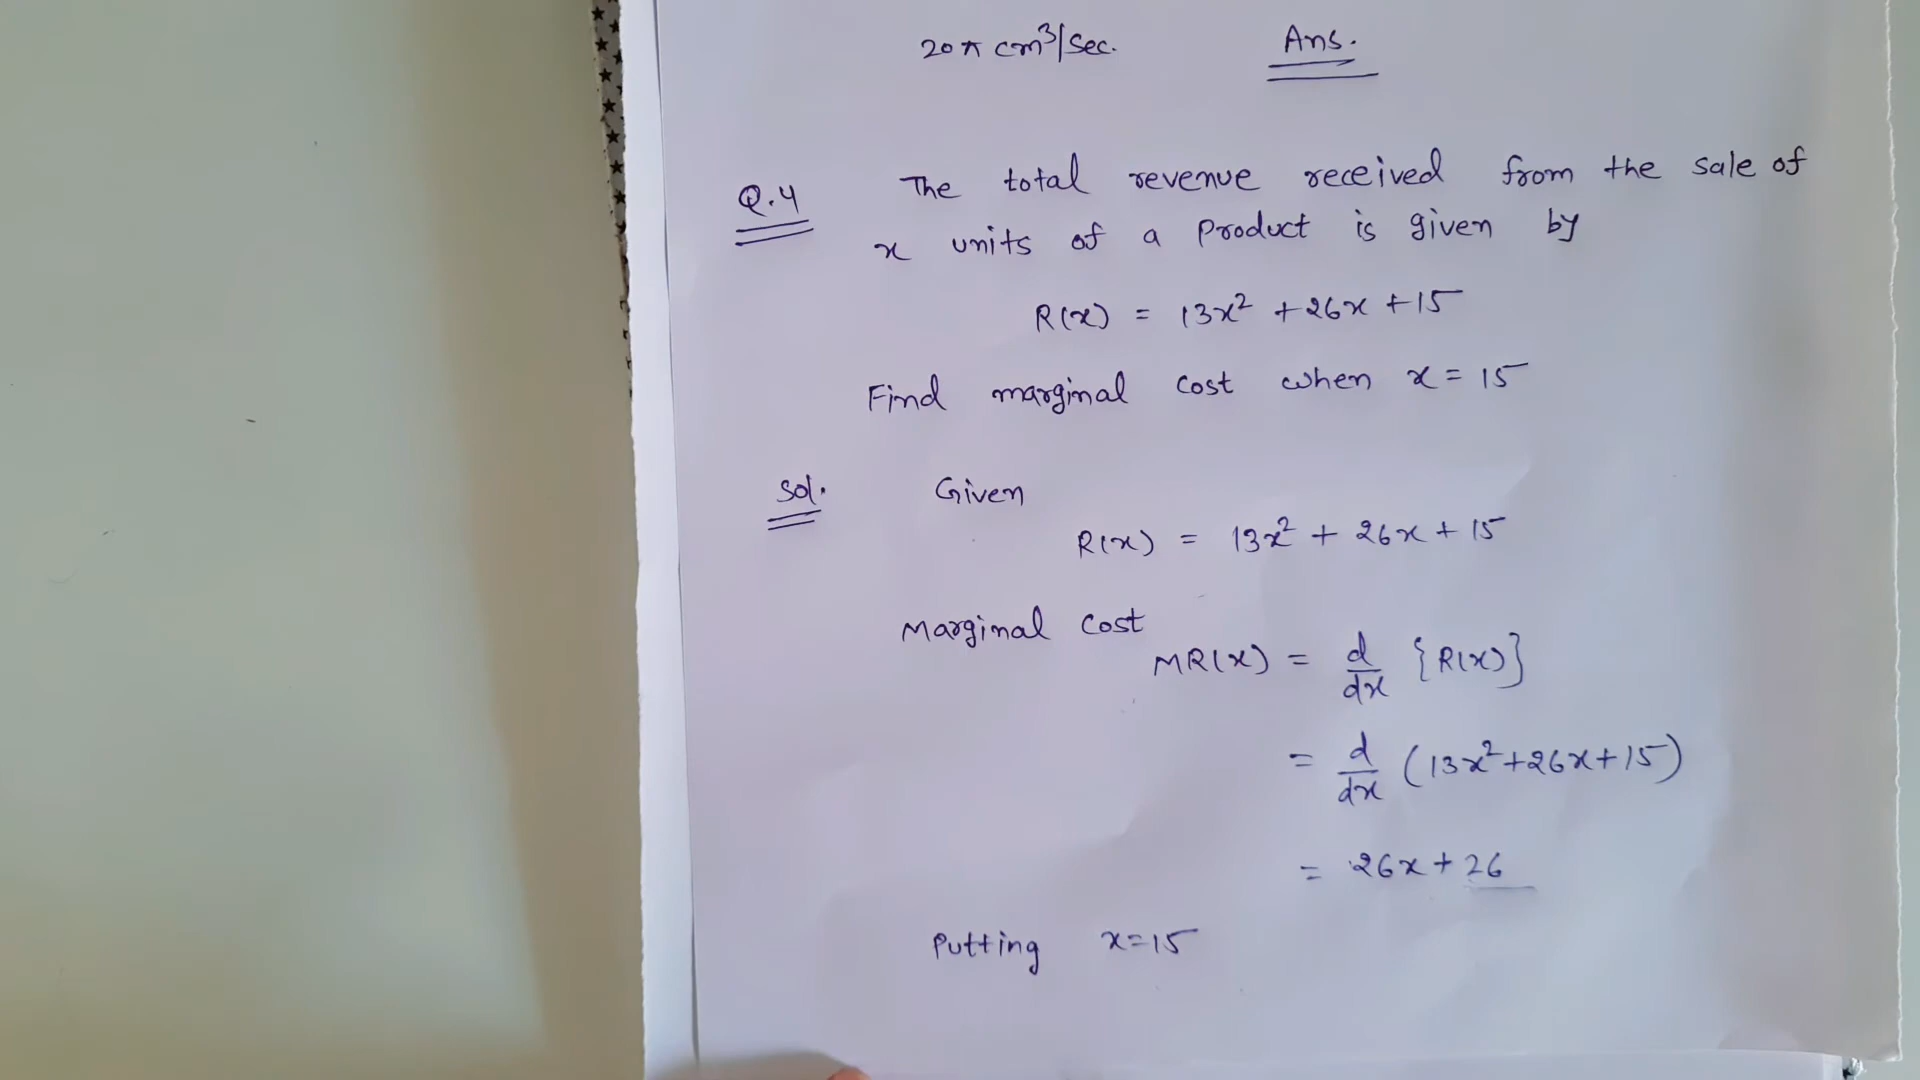 20π cm³/sec. Ans.
Q.4 The total revenue received from the sale of
x units of a product is given by
R(x) = 13x² + 26x + 15
Find marginal cost when x = 15
Sol. Given
R(x) = 13x² + 26x + 15
Marginal cost
MR(x) = d/dx {R(x)}
= d/dx (13x² + 26x + 15)
= 26x + 26
Putting x = 15